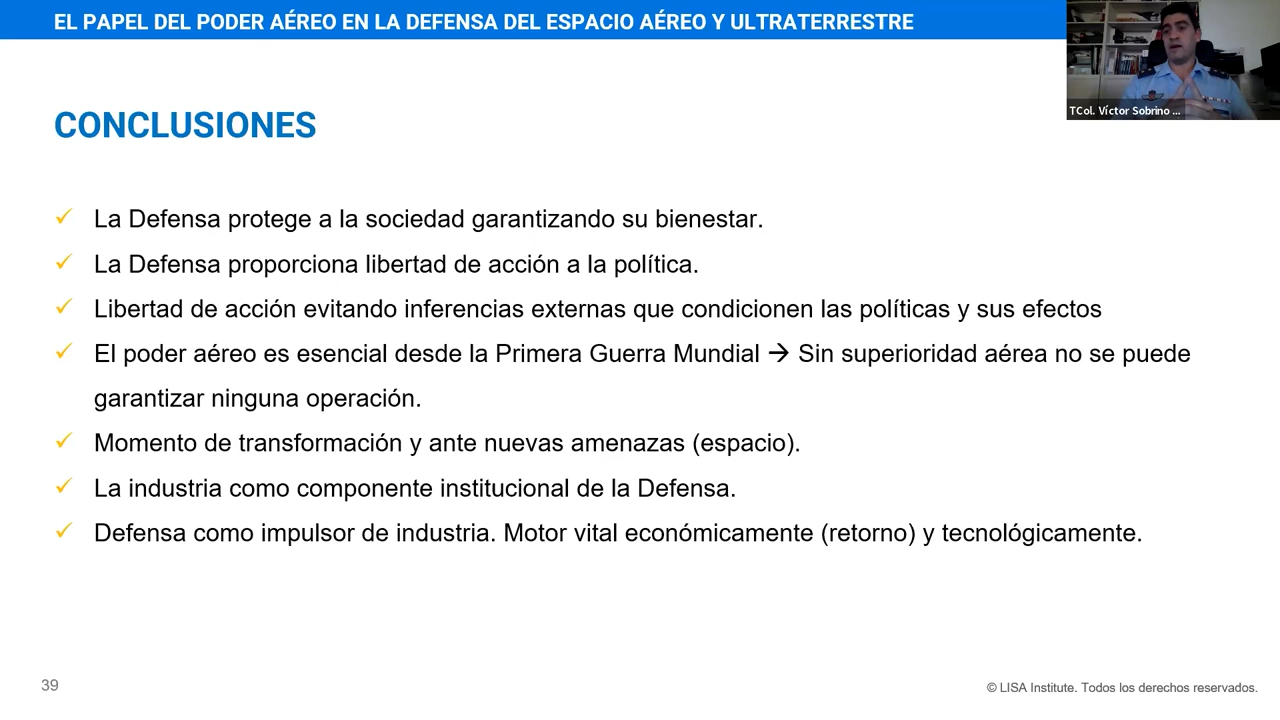 EL PAPEL DEL PODER AÉREO EN LA DEFENSA DEL ESPACIO AÉREO Y ULTRATERRESTRE
TCol. Víctor Sobrino ...
CONCLUSIONES
La Defensa protege a la sociedad garantizando su bienestar.
La Defensa proporciona libertad de acción a la política.
Libertad de acción evitando inferencias externas que condicionen las políticas y sus efectos
El poder aéreo es esencial desde la Primera Guerra Mundial → Sin superioridad aérea no se puede
garantizar ninguna operación.
Momento de transformación y ante nuevas amenazas (espacio).
La industria como componente institucional de la Defensa.
Defensa como impulsor de industria. Motor vital económicamente (retorno) y tecnológicamente.
39
© LISA Institute. Todos los derechos reservados.